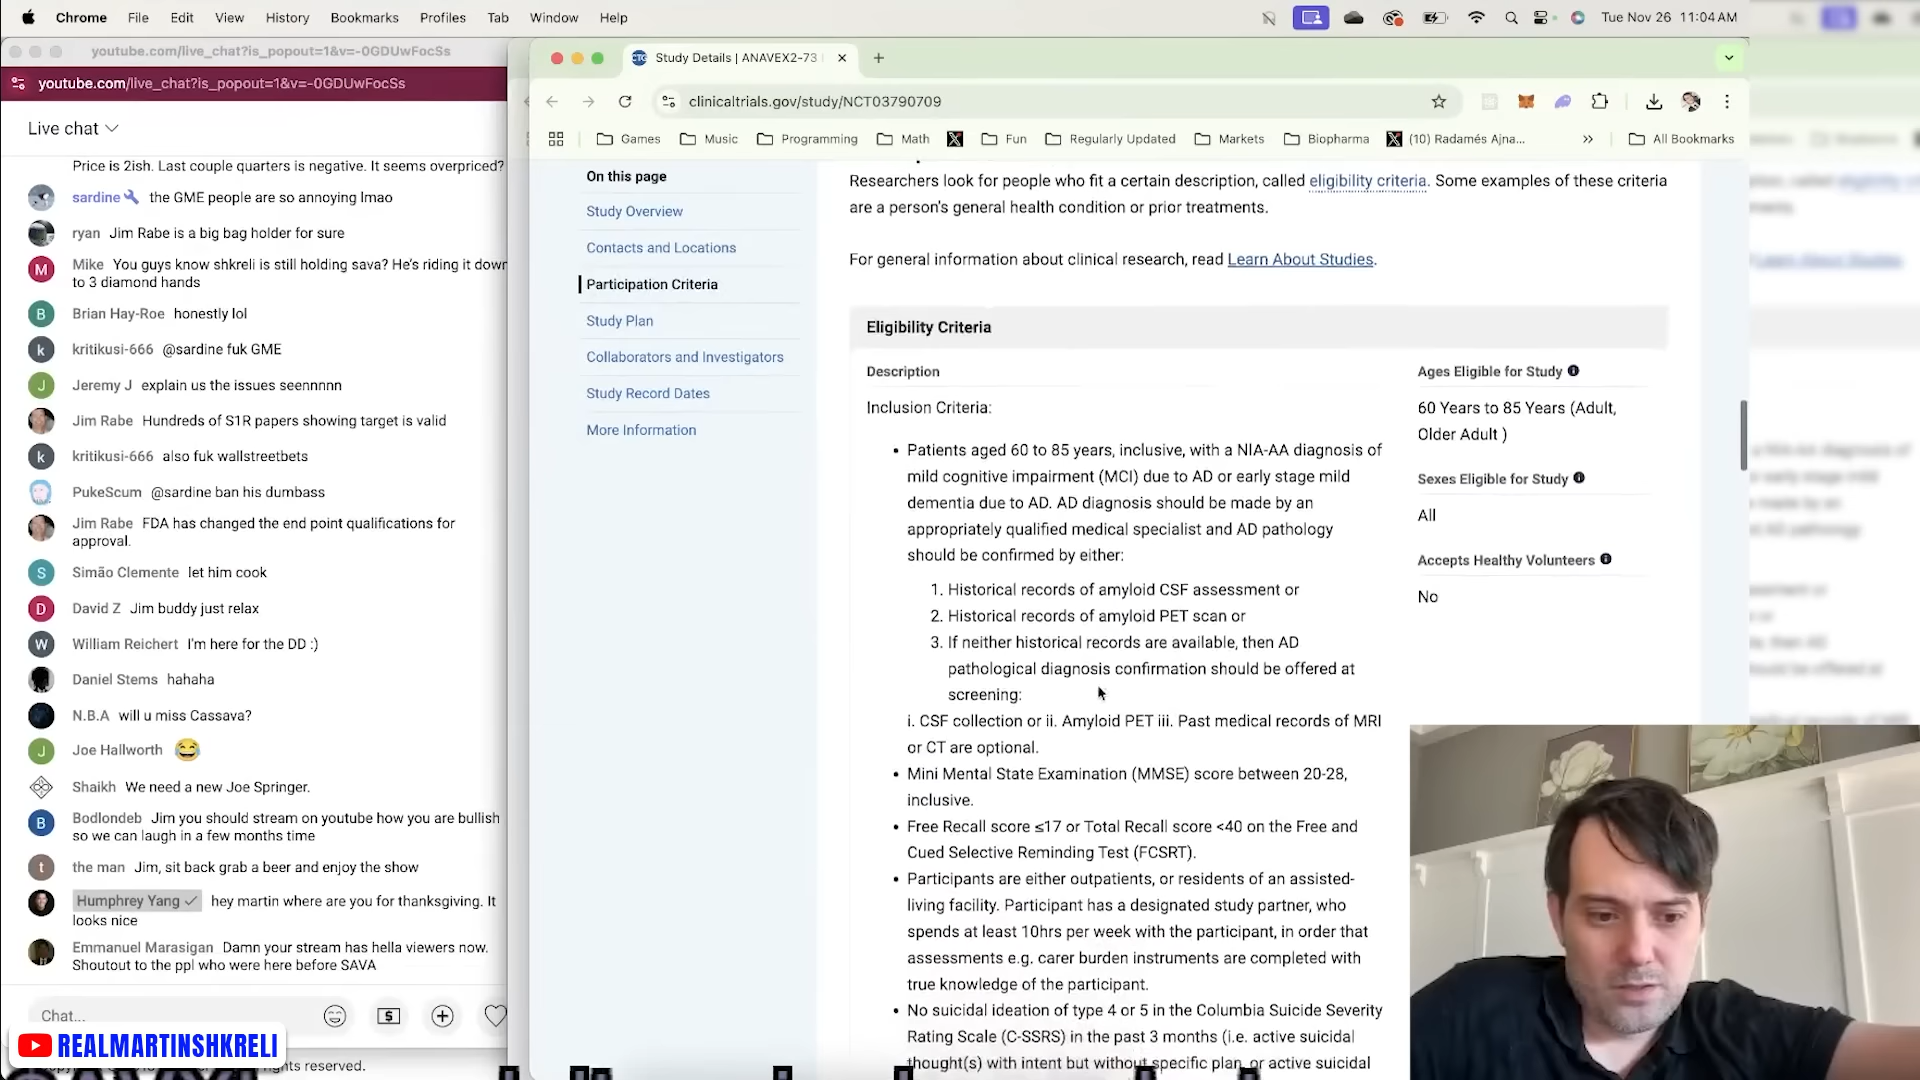 Chrome File Edit View History Bookmarks Profiles Tab Window Help
Tue Nov 26 11:04 AM
youtube.com/live_chat?is_popout=1&v=-0GDUwFocSs
youtube.com/live_chat?is_popout=1&v=-0GDUwFocSs
Live chat
Price is 2ish. Last couple quarters is negative. It seems overpriced?
sardine the GME people are so annoying lmao
ryan Jim Rabe is a big bag holder for sure
M
Mike You guys know shkreli is still holding sava? He's riding it down
to 3 diamond hands
B
Brian Hay-Roe honestly lol
k
kritikusi-666 @sardine fuk GME
J
Jeremy J explain us the issues seennnnn
Jim Rabe Hundreds of S1R papers showing target is valid
k
kritikusi-666 also fuk wallstreetbets
PukeScum @sardine ban his dumbass
Jim Rabe FDA has changed the end point qualifications for
approval.
S
Simão Clemente let him cook
D
David Z Jim buddy just relax
W
William Reichert I'm here for the DD :)
Daniel Stems hahaha
N.B.A will u miss Cassava?
J
Joe Hallworth
Shaikh We need a new Joe Springer.
B
Bodlondeb Jim you should stream on youtube how you are bullish
so we can laugh in a few months time
t
the man Jim, sit back grab a beer and enjoy the show
Humphrey Yang hey martin where are you for thanksgiving. It
looks nice
Emmanuel Marasigan Damn your stream has hella viewers now.
Shoutout to the ppl who were here before SAVA
Chat...
REALMARTINSHKRELI
ghts reserved.
Study Details | ANAVEX2-73
clinicaltrials.gov/study/NCT03790709
Games Music Programming Math Fun Regularly Updated Markets Biopharma (10) Radamés Ajna... All Bookmarks
On this page
Study Overview
Contacts and Locations
Participation Criteria
Study Plan
Collaborators and Investigators
Study Record Dates
More Information
Researchers look for people who fit a certain description, called eligibility criteria. Some examples of these criteria
are a person's general health condition or prior treatments.
For general information about clinical research, read Learn About Studies.
Eligibility Criteria
Description
Inclusion Criteria:
• Patients aged 60 to 85 years, inclusive, with a NIA-AA diagnosis of
mild cognitive impairment (MCI) due to AD or early stage mild
dementia due to AD. AD diagnosis should be made by an
appropriately qualified medical specialist and AD pathology
should be confirmed by either:
1. Historical records of amyloid CSF assessment or
2. Historical records of amyloid PET scan or
3. If neither historical records are available, then AD
pathological diagnosis confirmation should be offered at
screening:
i. CSF collection or ii. Amyloid PET iii. Past medical records of MRI
or CT are optional.
• Mini Mental State Examination (MMSE) score between 20-28,
inclusive.
• Free Recall score ≤17 or Total Recall score <40 on the Free and
Cued Selective Reminding Test (FCSRT).
• Participants are either outpatients, or residents of an assisted-
living facility. Participant has a designated study partner, who
spends at least 10hrs per week with the participant, in order that
assessments e.g. carer burden instruments are completed with
true knowledge of the participant.
• No suicidal ideation of type 4 or 5 in the Columbia Suicide Severity
Rating Scale (C-SSRS) in the past 3 months (i.e. active suicidal
thought(s) with intent but without specific plan, or active suicidal
Ages Eligible for Study
60 Years to 85 Years (Adult,
Older Adult )
Sexes Eligible for Study
All
Accepts Healthy Volunteers
No